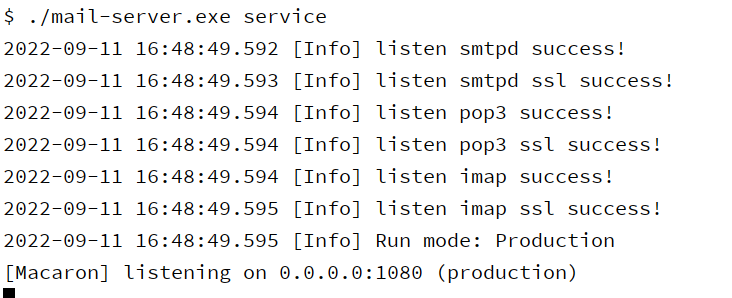 $ ./mail-server.exe service
2022-09-11 16:48:49.592 [Info] listen smtpd success!
2022-09-11 16:48:49.593 [Info] listen smtpd ssl success!
2022-09-11 16:48:49.594 [Info] listen pop3 success!
2022-09-11 16:48:49.594 [Info] listen pop3 ssl success!
2022-09-11 16:48:49.594 [Info] listen imap success!
2022-09-11 16:48:49.595 [Info] listen imap ssl success!
2022-09-11 16:48:49.595 [Info] Run mode: Production
[Macaron] listening on 0.0.0.0:1080 (production)